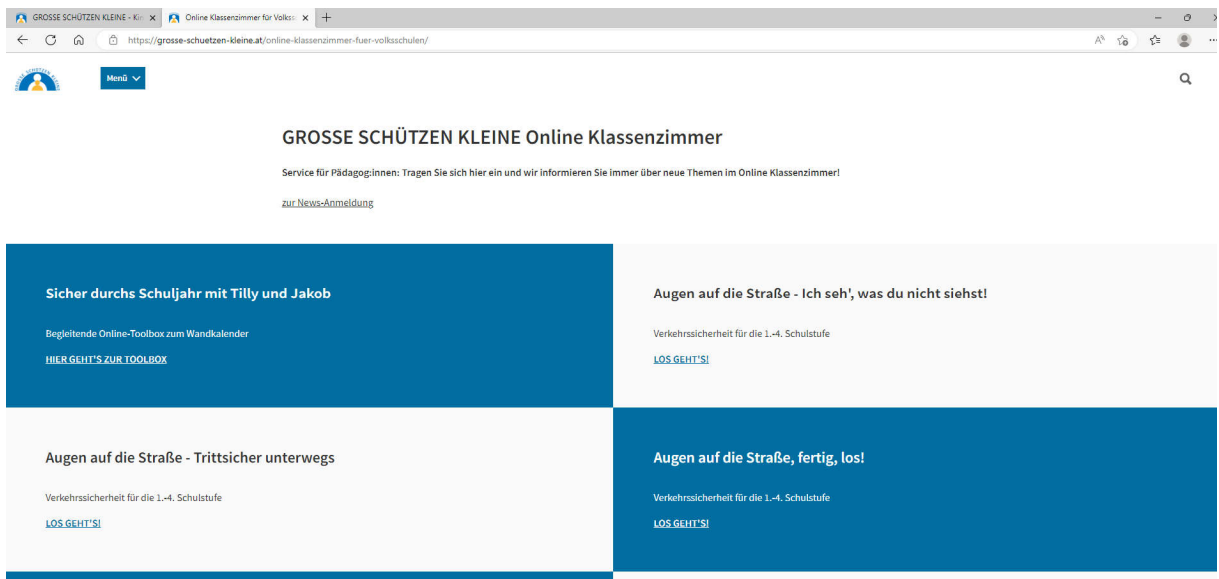 GROSSE SCHÜTZEN KLEINE - Kin
Online Klassenzimmer für Volkss
https://grosse-schuetzen-kleine.at/online-klassenzimmer-fuer-volksschulen/
GROSSE SCHÜTZEN KLEINE
Menü
GROSSE SCHÜTZEN KLEINE Online Klassenzimmer
Service für Pädagog:innen: Tragen Sie sich hier ein und wir informieren Sie immer über neue Themen im Online Klassenzimmer!
zur News-Anmeldung
Sicher durchs Schuljahr mit Tilly und Jakob
Begleitende Online-Toolbox zum Wandkalender
HIER GEHT'S ZUR TOOLBOX
Augen auf die Straße - Ich seh', was du nicht siehst!
Verkehrssicherheit für die 1.-4. Schulstufe
LOS GEHT'S!
Augen auf die Straße - Trittsicher unterwegs
Verkehrssicherheit für die 1.-4. Schulstufe
LOS GEHT'S!
Augen auf die Straße, fertig, los!
Verkehrssicherheit für die 1.-4. Schulstufe
LOS GEHT'S!